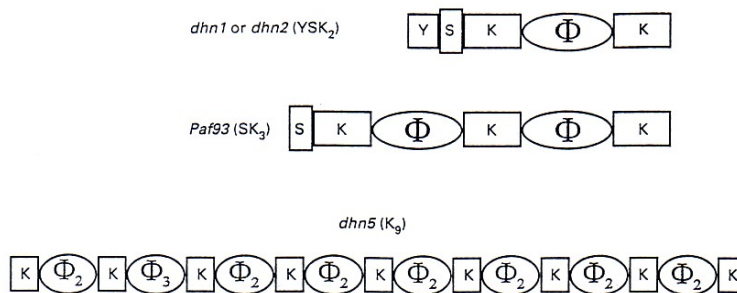 dhn1 or dhn2 (YSK₂) Y S K Φ K
Paf93 (SK₃) S K Φ K Φ K
dhn5 (K₉)
K Φ₂ K Φ₃ K Φ₂ K Φ₂ K Φ₂ K Φ₂ K Φ₂ K Φ₂ K